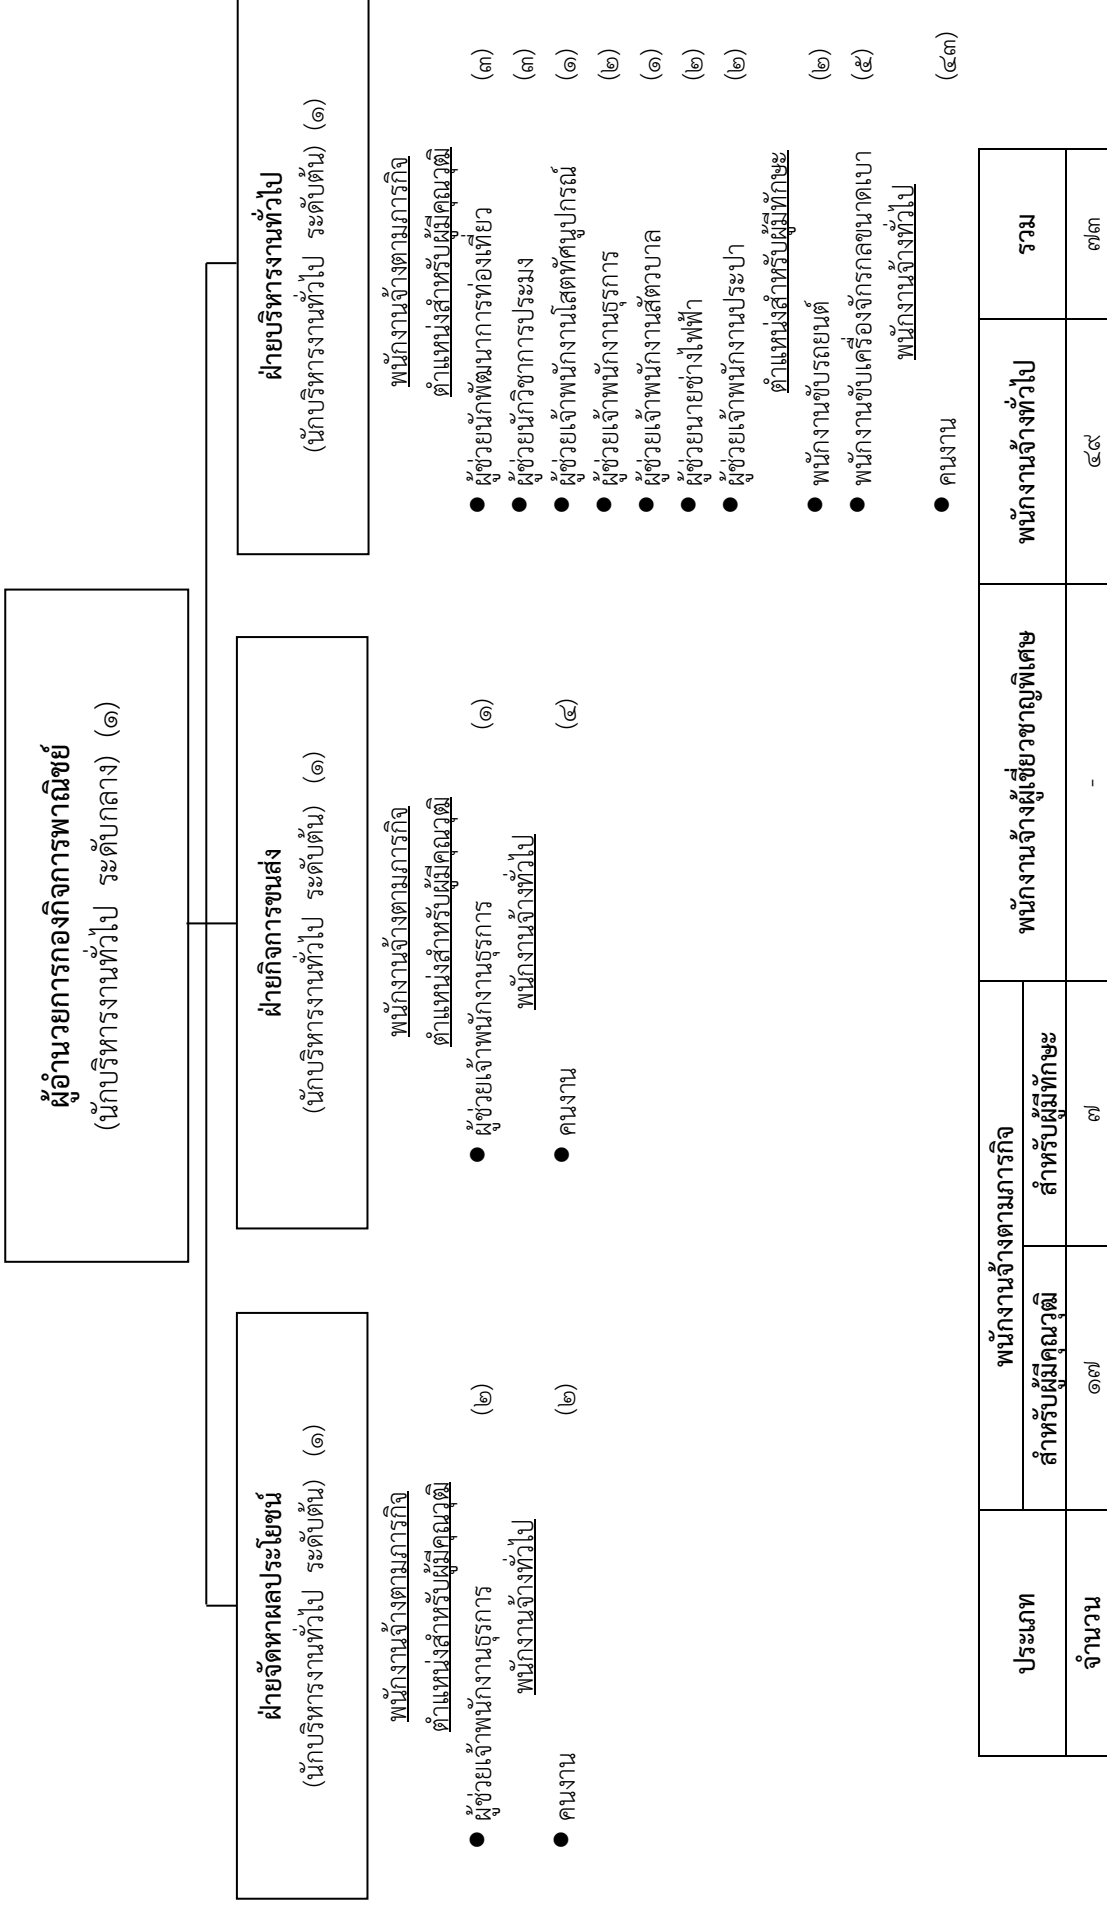 ผู้อำนวยการกองกิจการพาณิชย์
(นักบริหารงานทั่วไป ระดับกลาง) (๑)
ฝ่ายจัดหาผลประโยชน์
(นักบริหารงานทั่วไป ระดับต้น) (๑)
พนักงานจ้างตามภารกิจ
ตำแหน่งสำหรับผู้มีคุณวุฒิ
● ผู้ช่วยเจ้าพนักงานธุรการ (๒)
พนักงานจ้างทั่วไป
● คนงาน (๒)
ฝ่ายกิจการขนส่ง
(นักบริหารงานทั่วไป ระดับต้น) (๑)
พนักงานจ้างตามภารกิจ
ตำแหน่งสำหรับผู้มีคุณวุฒิ
● ผู้ช่วยเจ้าพนักงานธุรการ (๑)
พนักงานจ้างทั่วไป
● คนงาน (๔)
ฝ่ายบริหารงานทั่วไป
(นักบริหารงานทั่วไป ระดับต้น) (๑)
พนักงานจ้างตามภารกิจ
ตำแหน่งสำหรับผู้มีคุณวุฒิ
● ผู้ช่วยนักพัฒนาการท่องเที่ยว (๓)
● ผู้ช่วยนักวิชาการประมง (๓)
● ผู้ช่วยเจ้าพนักงานโสตทัศนูปกรณ์ (๑)
● ผู้ช่วยเจ้าพนักงานธุรการ (๒)
● ผู้ช่วยเจ้าพนักงานสัตวบาล (๑)
● ผู้ช่วยนายช่างไฟฟ้า (๒)
● ผู้ช่วยเจ้าพนักงานประปา (๒)
ตำแหน่งสำหรับผู้มีทักษะ
● พนักงานขับรถยนต์ (๒)
● พนักงานขับเครื่องจักรกลขนาดเบา (๕)
พนักงานจ้างทั่วไป
● คนงาน (๔๓)
ประเภท พนักงานจ้างตามภารกิจ พนักงานจ้างผู้เชี่ยวชาญพิเศษ พนักงานจ้างทั่วไป รวม
สำหรับผู้มีคุณวุฒิ สำหรับผู้มีทักษะ
จำนวน ๑๗ ๗ - ๔๙ ๗๓